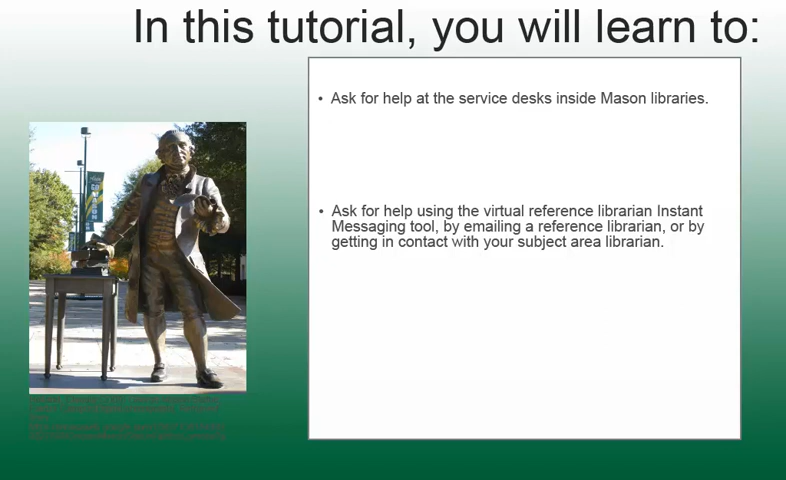 In this tutorial, you will learn to:
• Ask for help at the service desks inside Mason libraries.
• Ask for help using the virtual reference librarian Instant
Messaging tool, by emailing a reference librarian, or by
getting in contact with your subject area librarian.